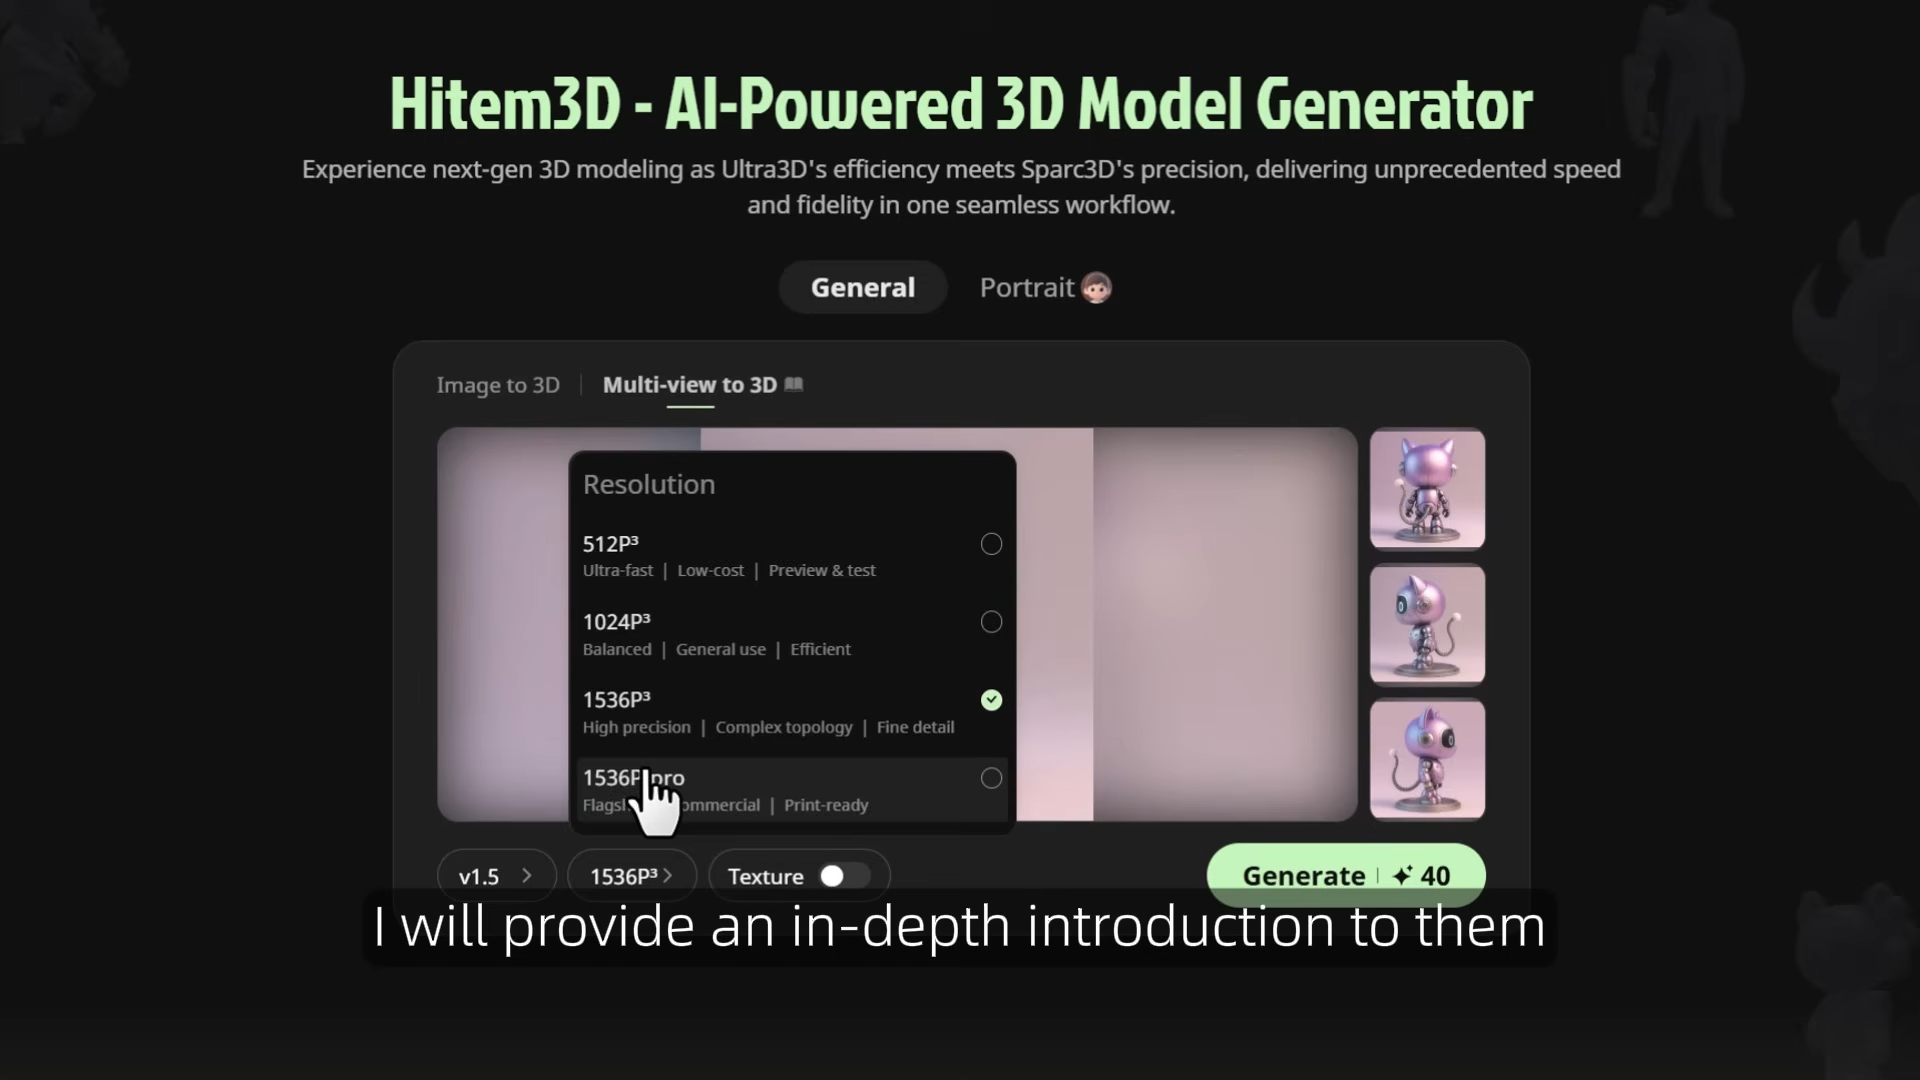 Hitem3D - AI-Powered 3D Model Generator
Experience next-gen 3D modeling as Ultra3D's efficiency meets Sparc3D's precision, delivering unprecedented speed
and fidelity in one seamless workflow.
General Portrait
Image to 3D | Multi-view to 3D
Resolution
512P³
Ultra-fast | Low-cost | Preview & test
1024P³
Balanced | General use | Efficient
1536P³
High precision | Complex topology | Fine detail
pro
Print-ready
v1.5 > 1536P³ > Texture Generate | 40
I will provide an in-depth introduction to them